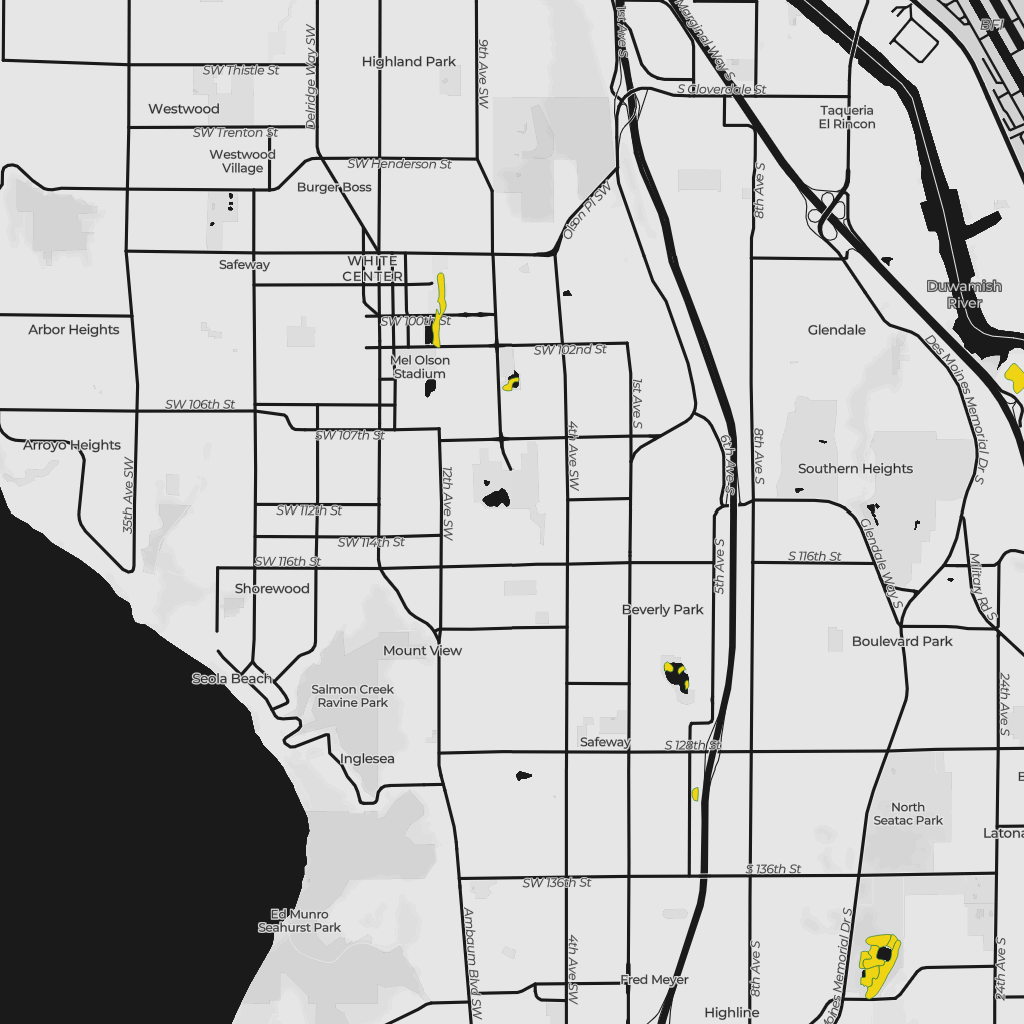 BFI
1st Ave S
Marginal Way S
Delridge Way SW
Highland Park
9th Ave SW
SW Thistle St
S Cloverdale St
Westwood
Taqueria
El Rincon
SW Trenton St
Westwood
Village
SW Henderson St
Burger Boss
8th Ave S
Olson Pl SW
Safeway
WHITE
CENTER
Duwamish
River
SW 100th St
Arbor Heights
Glendale
SW 102nd St
Mel Olson
Stadium
Des Moines Memorial Dr S
1st Ave S
SW 106th St
SW 107th St
Arroyo Heights
4th Ave SW
6th Ave S
8th Ave S
Southern Heights
35th Ave SW
12th Ave SW
SW 112th St
SW 114th St
Glendale Way S
SW 116th St
S 116th St
5th Ave S
Military Rd S
Shorewood
Beverly Park
Boulevard Park
Mount View
Seola Beach
Salmon Creek
Ravine Park
24th Ave S
Safeway
S 128th St
Inglesea
North
Seatac Park
E
Latona
S 136th St
SW 136th St
Ed Munro
Seahurst Park
Ambaum Blvd SW
4th Ave SW
8th Ave S
oines Memorial Dr S
24th Ave S
Fred Meyer
Highline